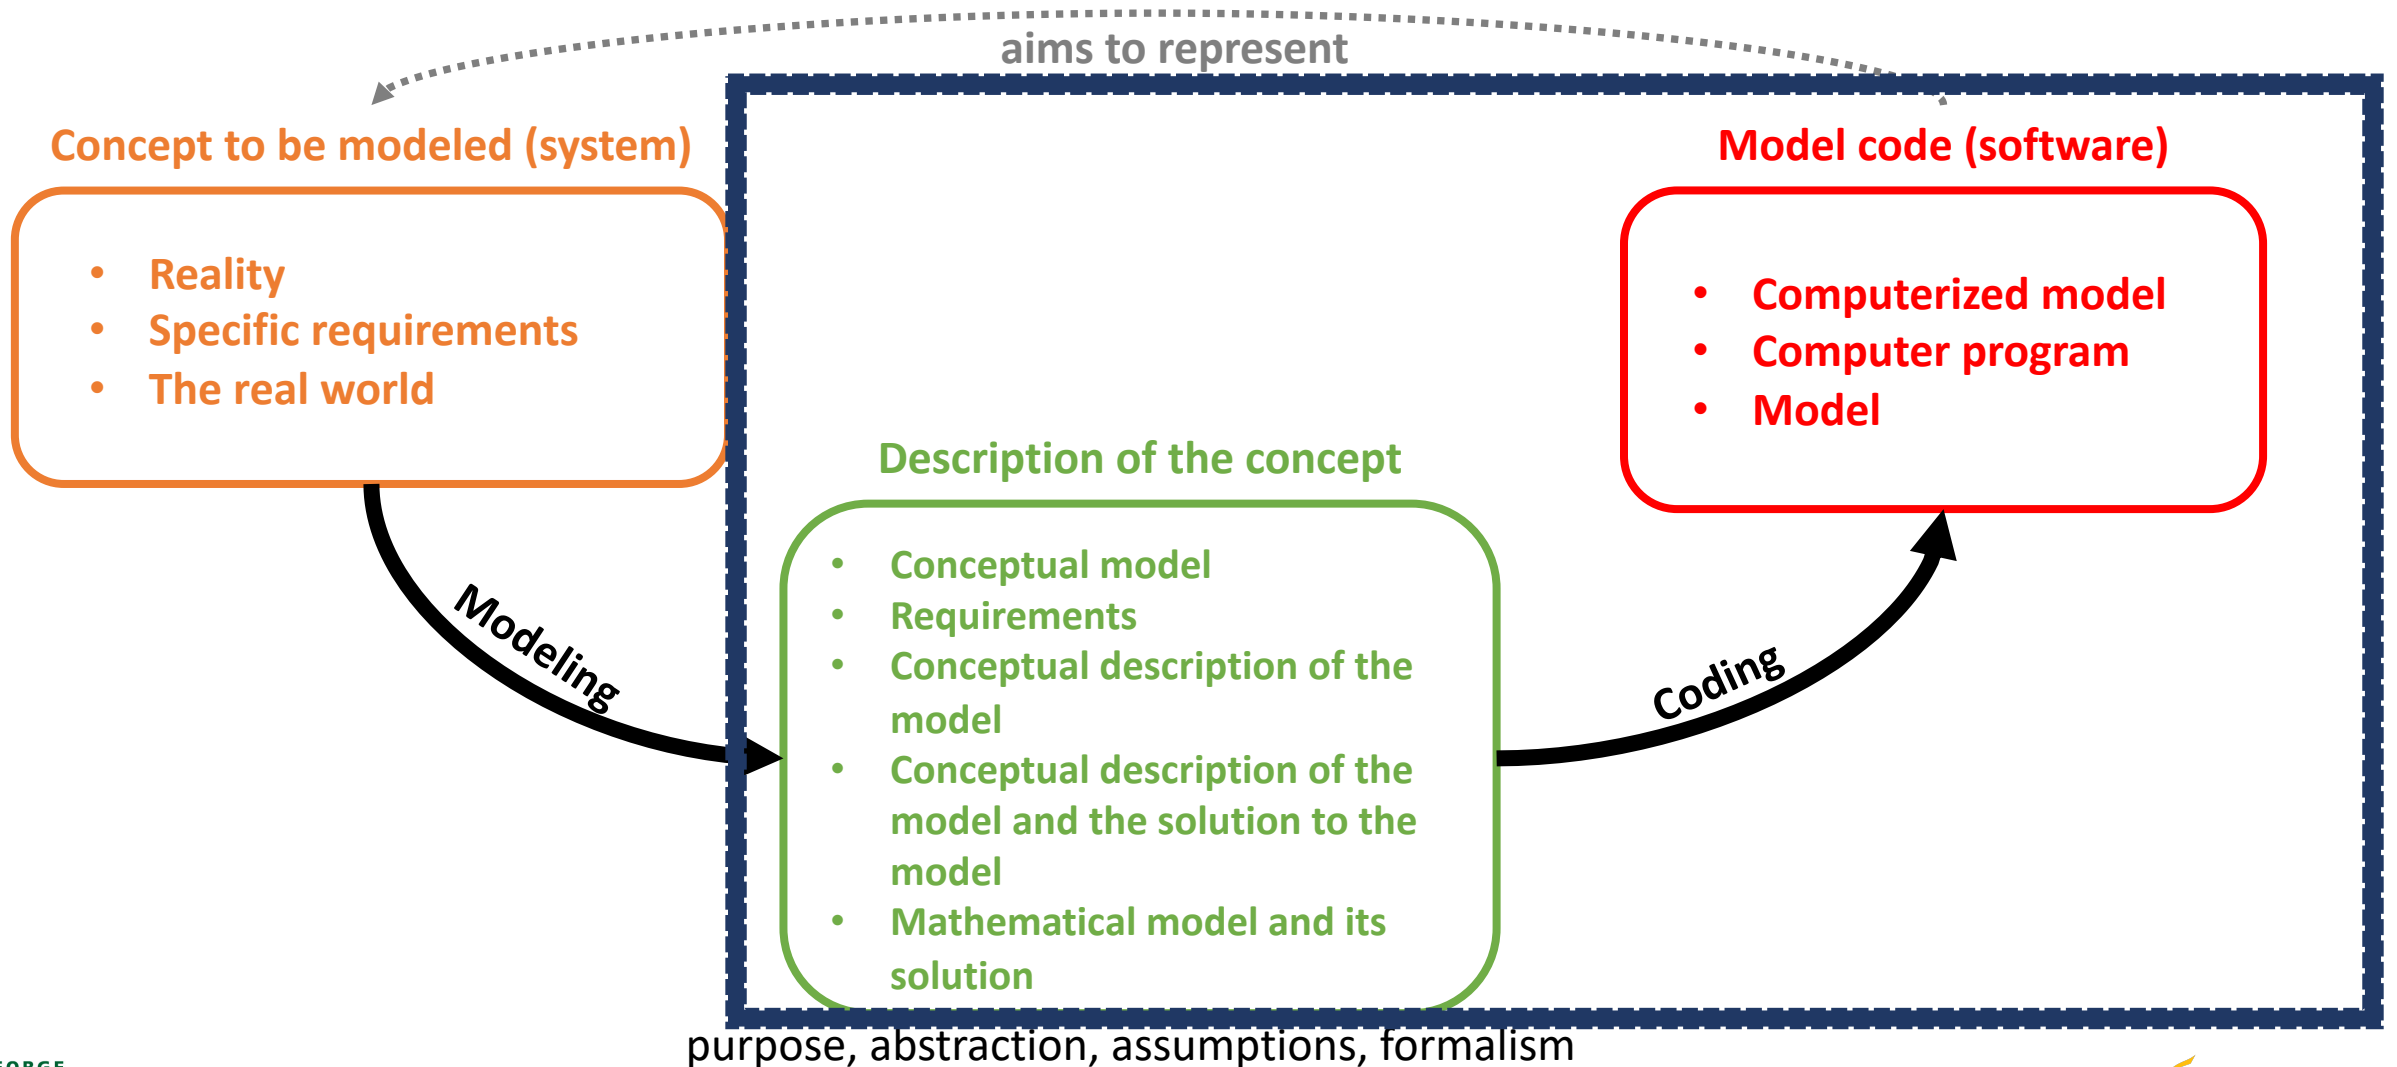 aims to represent
Concept to be modeled (system)
• Reality
• Specific requirements
• The real world
Modeling
Description of the concept
• Conceptual model
• Requirements
• Conceptual description of the
model
• Conceptual description of the
model and the solution to the
model
• Mathematical model and its
solution
Coding
Model code (software)
• Computerized model
• Computer program
• Model
purpose, abstraction, assumptions, formalism